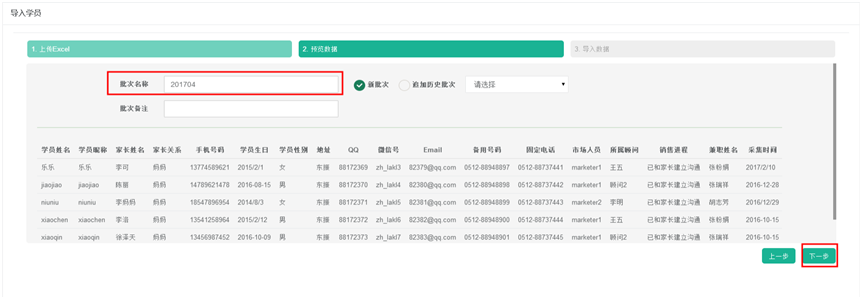 导入学员
1. 上传Excel 2. 预览数据 3. 导入数据
批次名称 201704 新批次 追加历史批次 请选择
批次备注
学员姓名 学员昵称 家长姓名 家长关系 手机号码 学员生日 学员性别 地址 QQ 微信号 Email 备用号码 固定电话 市场人员 所属顾问 销售进程 兼职姓名 采集时间
乐乐 乐乐 李可 妈妈 13774589621 2015/2/1 女 东振 88172369 zh_lakl3 82379@qq.com 0512-88948897 0512-88737441 marketer1 王五 已和家长建立沟通 张粉娟 2017/2/10
jiaojiao jiaojiao 陈丽 妈妈 14789621478 2016-08-15 男 东振 88172370 zh_lakl4 82380@qq.com 0512-88948898 0512-88737442 marketer1 顾问2 已和家长建立沟通 张瑞祥 2016-12-28
niuniu niuniu 李妈妈 妈妈 18547896954 2014/8/3 女 东振 88172371 zh_lakl5 82381@qq.com 0512-88948899 0512-88737443 marketer2 李明 已和家长建立沟通 胡志芳 2016/12/29
xiaochen xiaochen 李洛 妈妈 13541258964 2015/2/12 男 东振 88172372 zh_lakl6 82382@qq.com 0512-88948900 0512-88737444 marketer1 王五 已和家长建立沟通 张粉娟 2016-10-15
xiaoqin xiaoqin 徐泽天 妈妈 13456987452 2016-10-09 男 东振 88172373 zh_lakl7 82383@qq.com 0512-88948901 0512-88737445 marketer1 顾问2 已和家长建立沟通 张瑞祥 2016-10-15
上一步 下一步